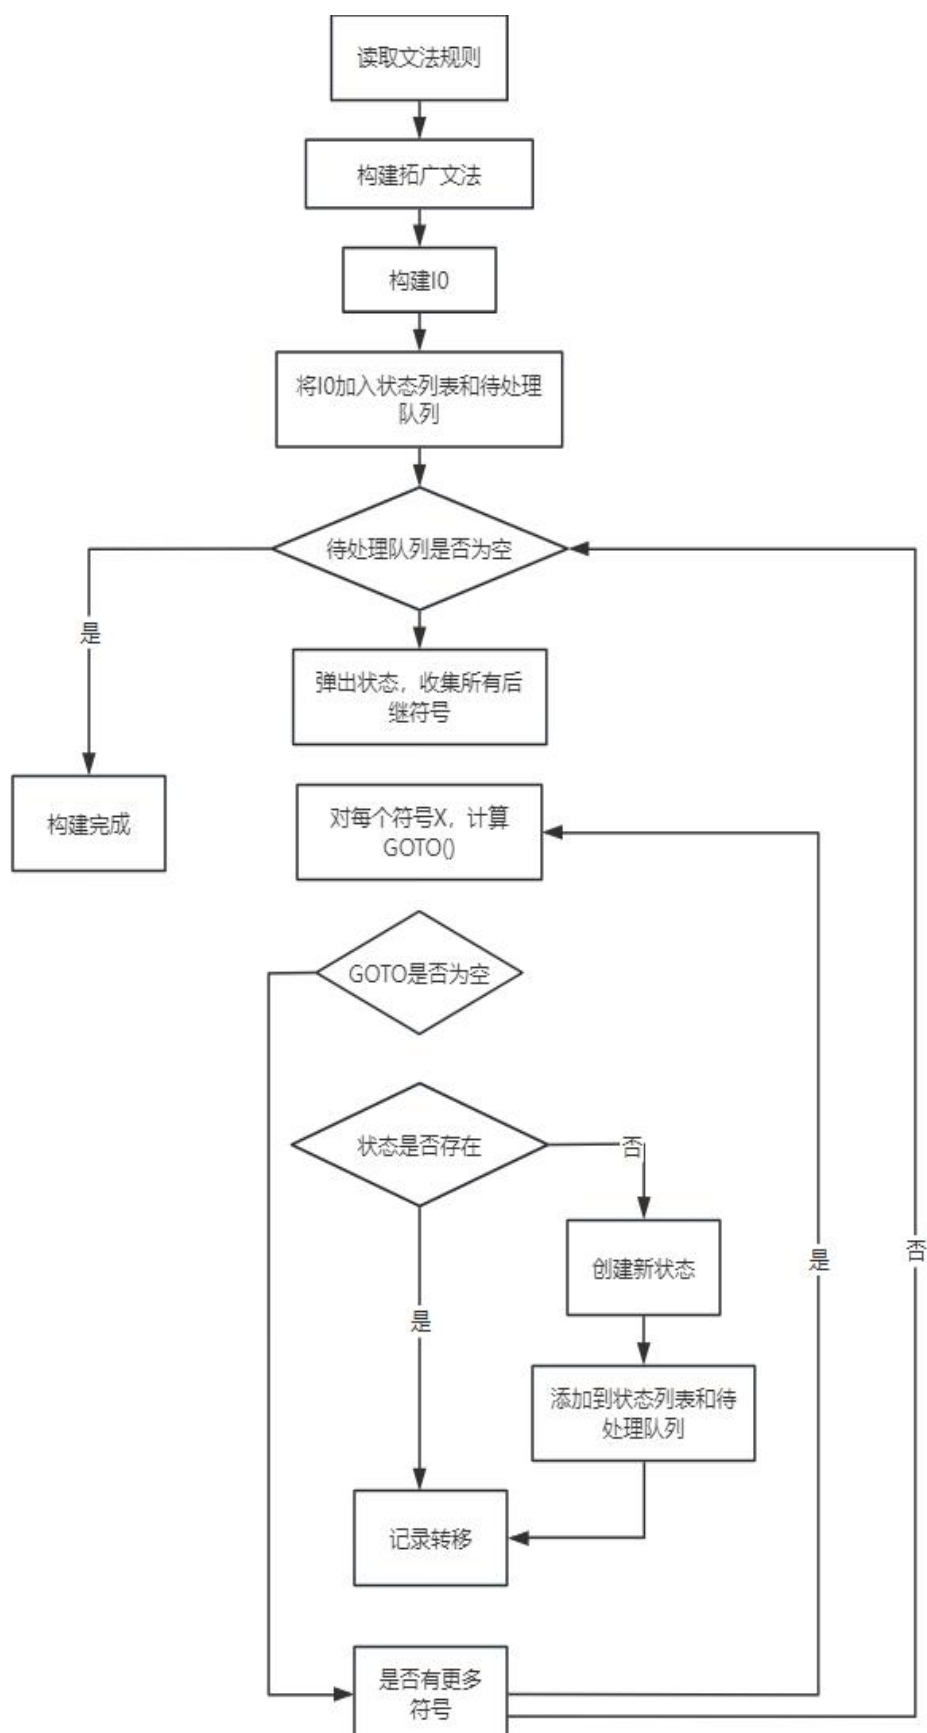 读取文法规则
构建拓广文法
构建I0
将I0加入状态列表和待处理
队列
待处理队列是否为空
是
弹出状态，收集所有后
继符号
构建完成
对每个符号X，计算
GOTO()
GOTO是否为空
状态是否存在
否
创建新状态
是
否
是
添加到状态列表和待
处理队列
记录转移
是否有更多
符号